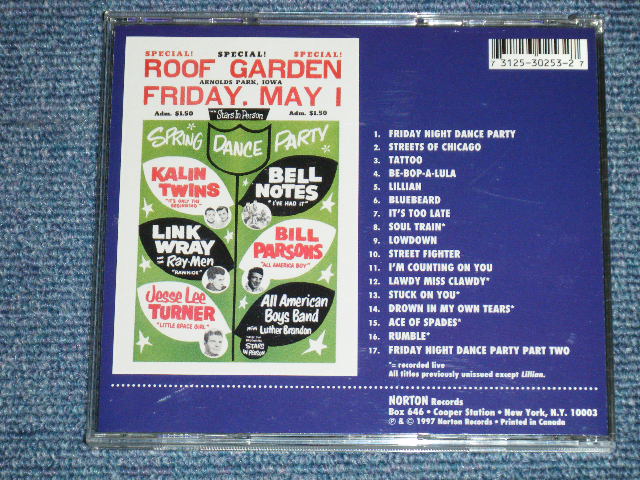 SPECIAL! SPECIAL! SPECIAL!
ROOF GARDEN
ARNOLDS PARK, IOWA
FRIDAY, MAY 1
Adm. $1.50 Stars In Person Adm. $1.50
SPRING DANCE PARTY
KALIN TWINS
"IT'S ONLY THE BEGINNING"
BELL NOTES
"I'VE HAD IT"
LINK WRAY
AND HIS Ray-Men
"RAWHIDE"
BILL PARSONS
"ALL AMERICA BOY"
Jesse Lee TURNER
"LITTLE SPACE GIRL"
All American Boys Band
WITH Luther Brandon
STARS IN PERSON
7 3125-30253-2 7
1. FRIDAY NIGHT DANCE PARTY
2. STREETS OF CHICAGO
3. TATTOO
4. BE-BOP-A-LULA
5. LILLIAN
6. BLUEBEARD
7. IT'S TOO LATE
8. SOUL TRAIN*
9. LOWDOWN
10. STREET FIGHTER
11. I'M COUNTING ON YOU
12. LAWDY MISS CLAWDY*
13. STUCK ON YOU*
14. DROWN IN MY OWN TEARS*
15. ACE OF SPADES*
16. RUMBLE*
17. FRIDAY NIGHT DANCE PARTY PART TWO
*= recorded live
All titles previously unissued except Lillian.
NORTON Records
Box 646 • Cooper Station • New York, N.Y. 10003
℗ & © 1997 Norton Records • Printed in Canada